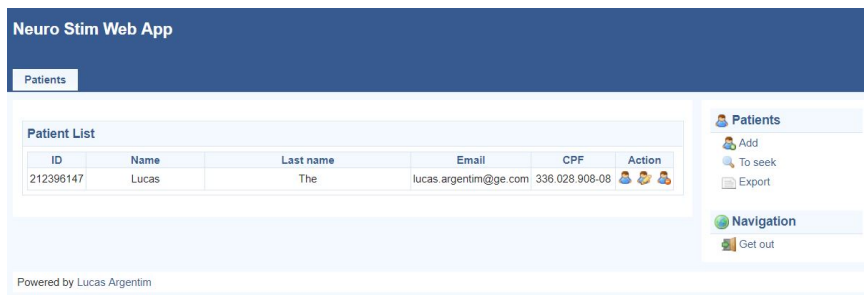 Neuro Stim Web App
Patients
Patient List
ID Name Last name Email CPF Action
212396147 Lucas The lucas.argentim@ge.com 336.028.908-08
Patients
Add
To seek
Export
Navigation
Get out
Powered by Lucas Argentim